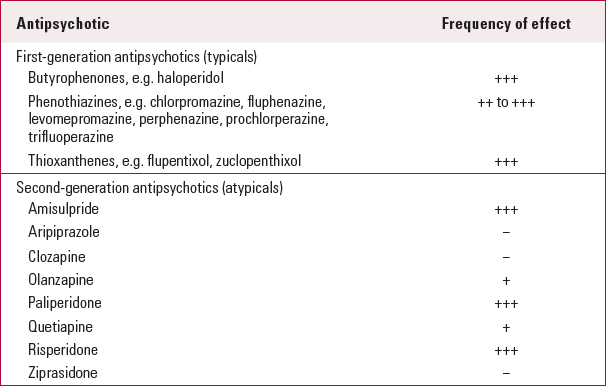 Antipsychotic Frequency of effect
First-generation antipsychotics (typicals)
Butyrophenones, e.g. haloperidol +++
Phenothiazines, e.g. chlorpromazine, fluphenazine, ++ to +++
levomepromazine, perphenazine, prochlorperazine,
trifluoperazine
Thioxanthenes, e.g. flupentixol, zuclopenthixol +++
Second-generation antipsychotics (atypicals)
Amisulpride +++
Aripiprazole –
Clozapine –
Olanzapine +
Paliperidone +++
Quetiapine +
Risperidone +++
Ziprasidone –